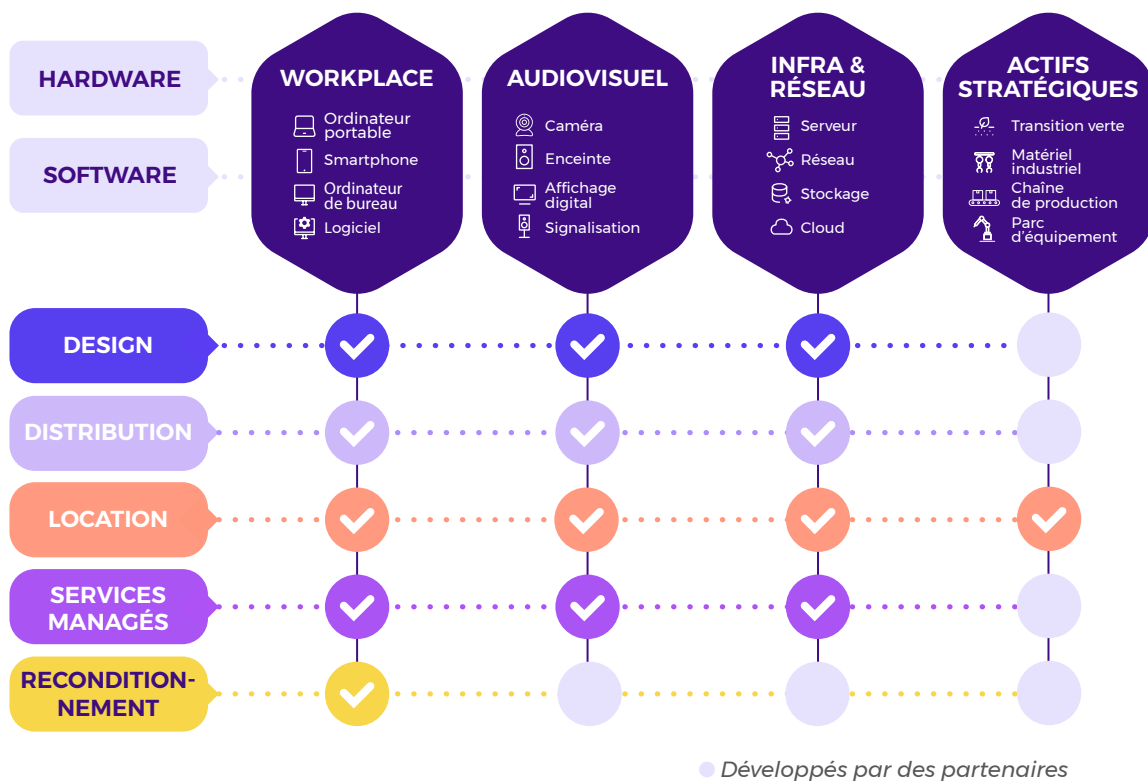 HARDWARE
SOFTWARE
WORKPLACE
Ordinateur
portable
Smartphone
Ordinateur
de bureau
Logiciel
AUDIOVISUEL
Caméra
Enceinte
Affichage
digital
Signalisation
INFRA &
RÉSEAU
Serveur
Réseau
Stockage
Cloud
ACTIFS
STRATÉGIQUES
Transition verte
Matériel
industriel
Chaîne
de production
Parc
d'équipement
DESIGN
DISTRIBUTION
LOCATION
SERVICES
MANAGÉS
RECONDITION-
NEMENT
Développés par des partenaires